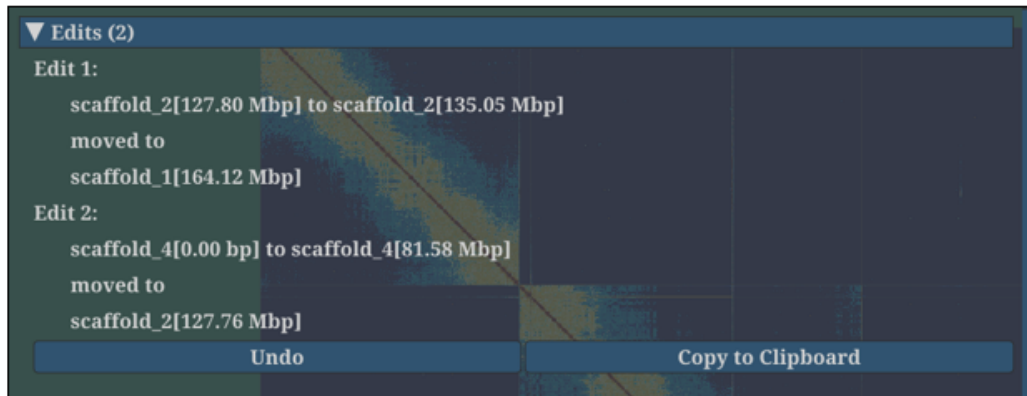 ▼ Edits (2)
Edit 1:
scaffold_2[127.80 Mbp] to scaffold_2[135.05 Mbp]
moved to
scaffold_1[164.12 Mbp]
Edit 2:
scaffold_4[0.00 bp] to scaffold_4[81.58 Mbp]
moved to
scaffold_2[127.76 Mbp]
Undo
Copy to Clipboard